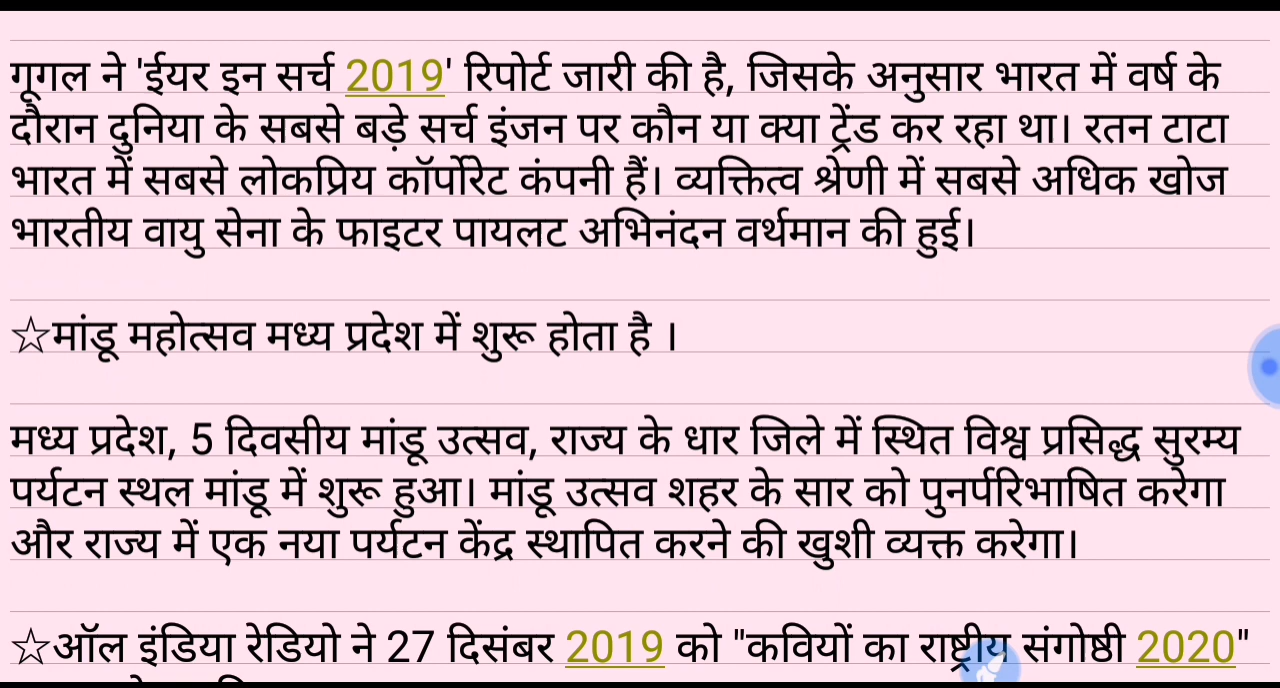 गूगल ने 'ईयर इन सर्च 2019' रिपोर्ट जारी की है, जिसके अनुसार भारत में वर्ष के
दौरान दुनिया के सबसे बड़े सर्च इंजन पर कौन या क्या ट्रेंड कर रहा था। रतन टाटा
भारत में सबसे लोकप्रिय कॉर्पोरेट कंपनी हैं। व्यक्तित्व श्रेणी में सबसे अधिक खोज
भारतीय वायु सेना के फाइटर पायलट अभिनंदन वर्थमान की हुई।
☆मांडू महोत्सव मध्य प्रदेश में शुरू होता है ।
मध्य प्रदेश, 5 दिवसीय मांडू उत्सव, राज्य के धार जिले में स्थित विश्व प्रसिद्ध सुरम्य
पर्यटन स्थल मांडू में शुरू हुआ। मांडू उत्सव शहर के सार को पुनर्परिभाषित करेगा
और राज्य में एक नया पर्यटन केंद्र स्थापित करने की खुशी व्यक्त करेगा।
☆ऑल इंडिया रेडियो ने 27 दिसंबर 2019 को "कवियों का राष्ट्रीय संगोष्ठी 2020"